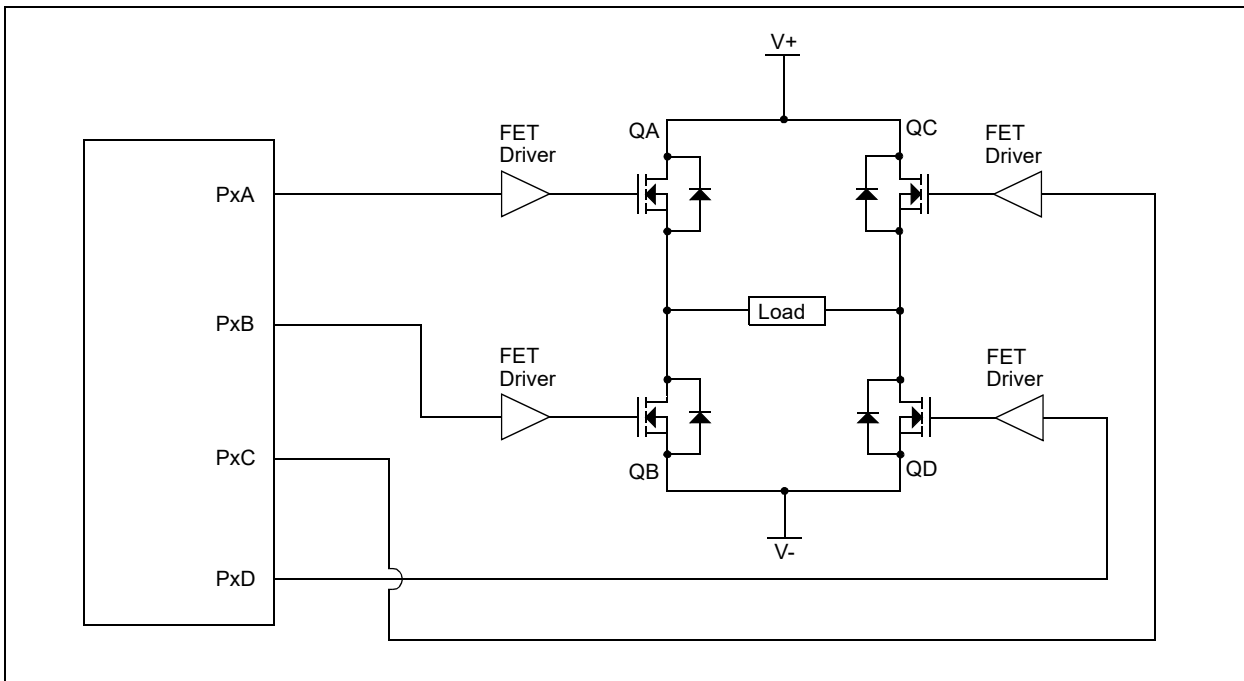 V+
QA
QC
FET
Driver
FET
Driver
PxA
Load
PxB
FET
Driver
FET
Driver
PxC
QB
QD
V-
PxD